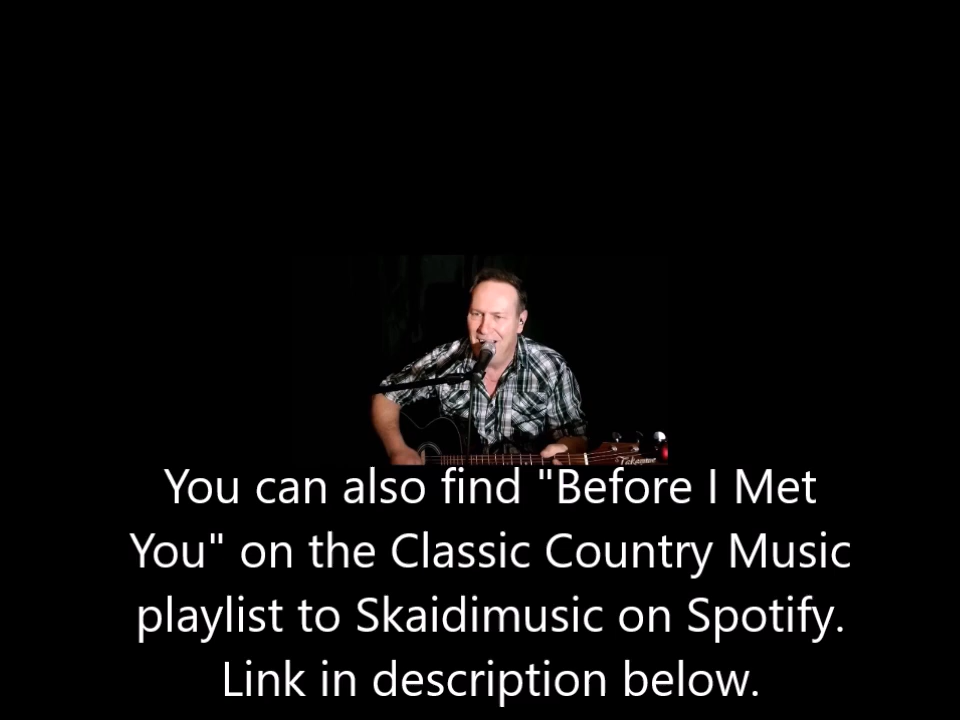 Takamine
You can also find "Before I Met
You" on the Classic Country Music
playlist to Skaidimusic on Spotify.
Link in description below.